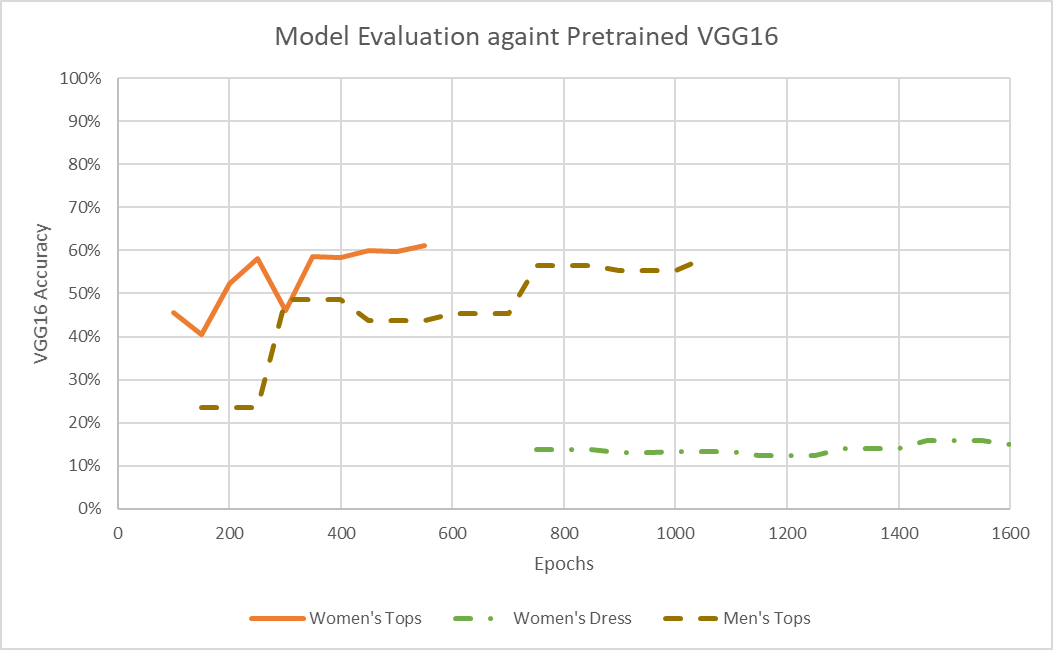 Model Evaluation againt Pretrained VGG16
100%
90%
80%
70%
60%
50%
40%
30%
20%
10%
0%
VGG16 Accuracy
0 200 400 600 800 1000 1200 1400 1600
Epochs
Women's Tops Women's Dress Men's Tops